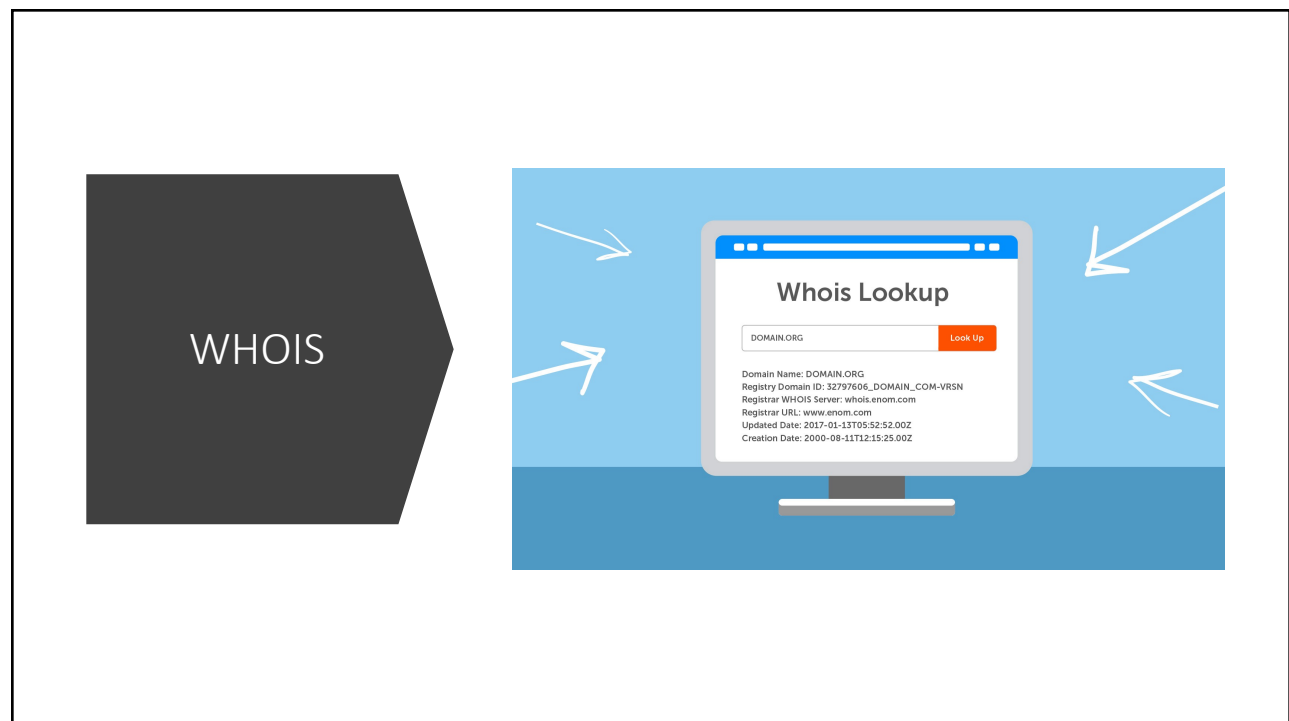 WHOIS
Whois Lookup
DOMAIN.ORG
Look Up
Domain Name: DOMAIN.ORG
Registry Domain ID: 32797606_DOMAIN_COM-VRSN
Registrar WHOIS Server: whois.enom.com
Registrar URL: www.enom.com
Updated Date: 2017-01-13T05:52:52.00Z
Creation Date: 2000-08-11T12:15:25.00Z